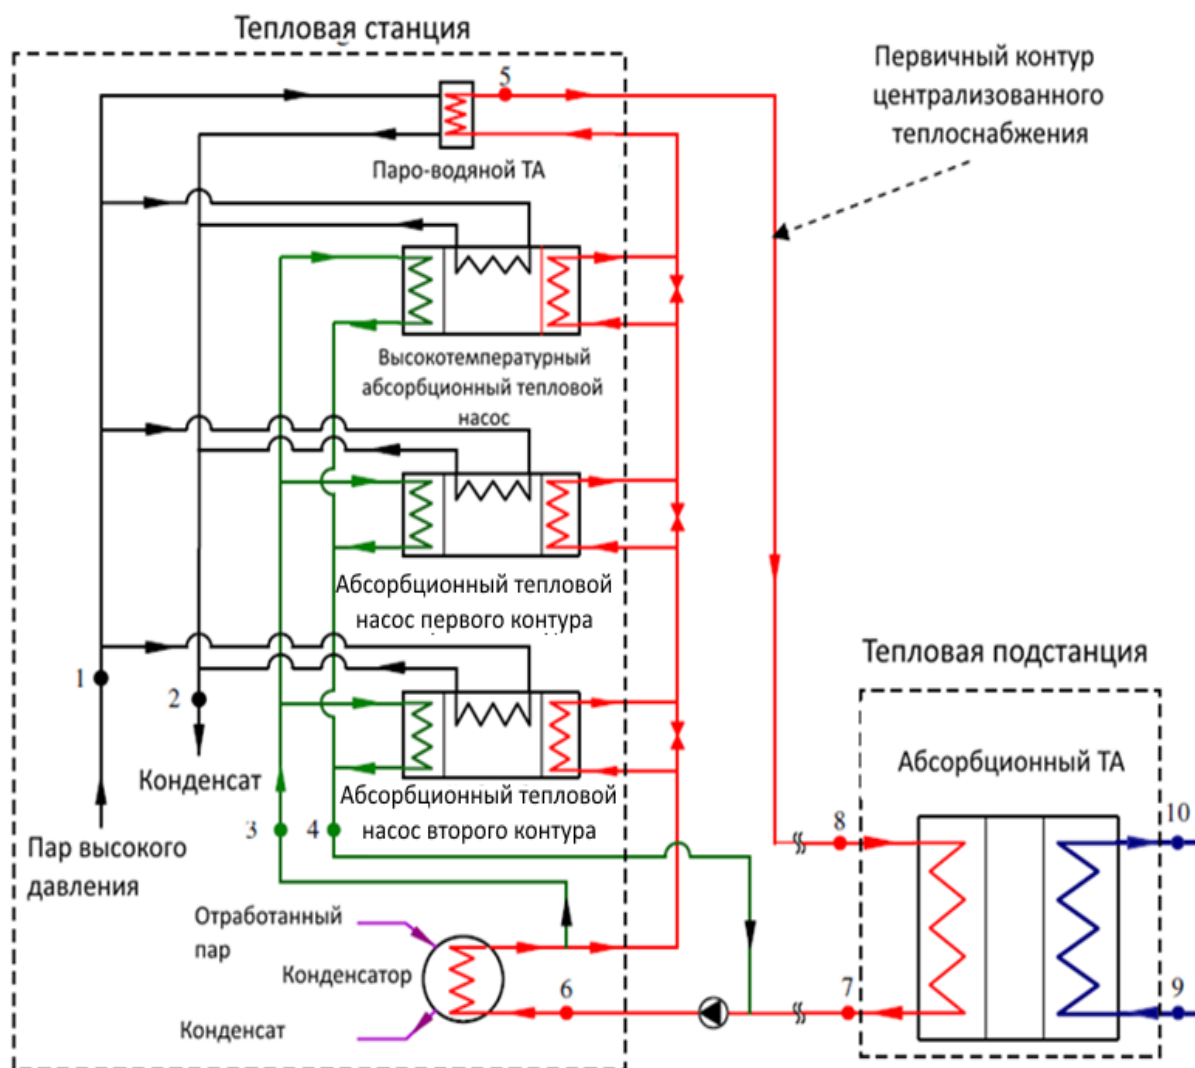 Тепловая станция
5
Первичный контур
централизованного
теплоснабжения
Паро-водяной ТА
Высокотемпературный
абсорбционный тепловой
насос
Абсорбционный тепловой
насос первого контура
1
2
Конденсат
Абсорбционный тепловой
насос второго контура
3
4
Пар высокого
давления
Отработанный
пар
Конденсатор
Конденсат
6
7
Тепловая подстанция
Абсорбционный ТА
8
10
9